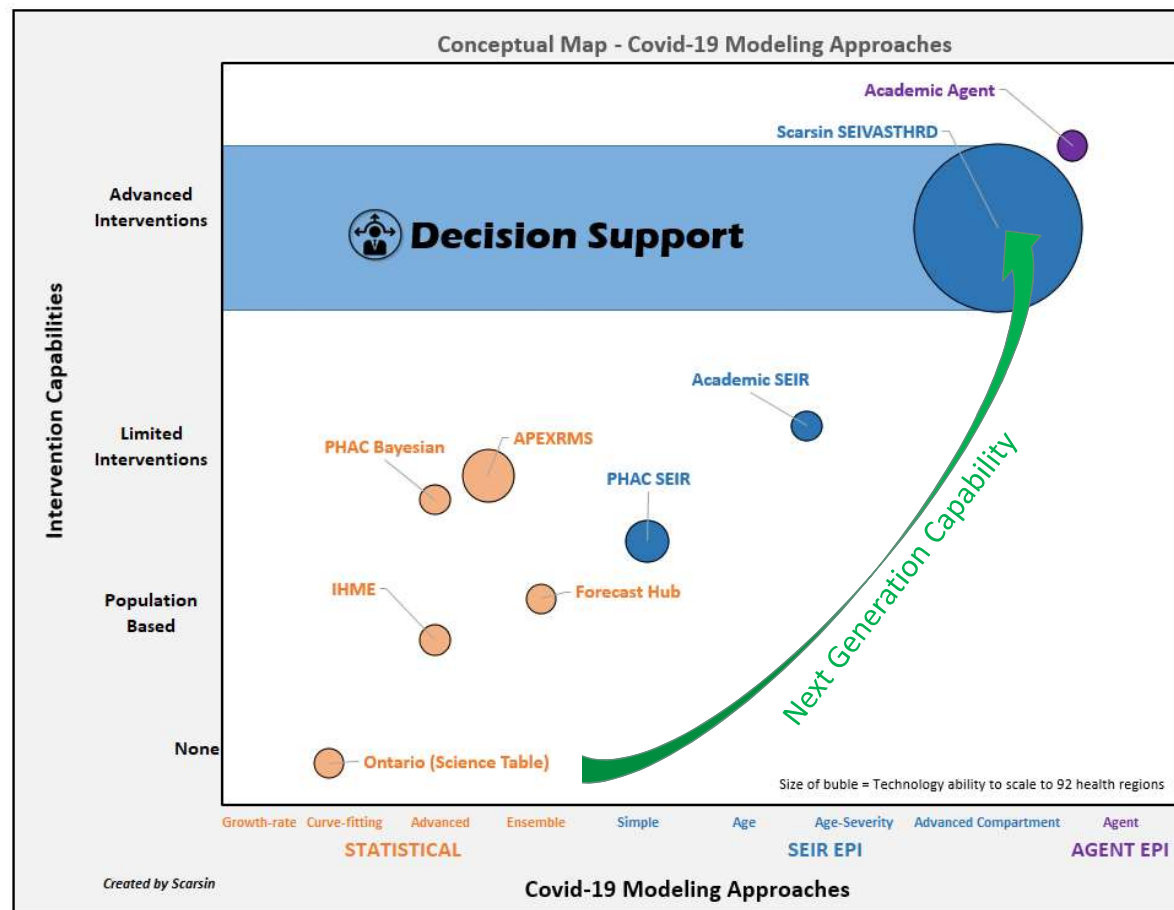 Conceptual Map - Covid-19 Modeling Approaches
Academic Agent
Scarsin SEIVASTHRD
Advanced
Interventions
Decision Support
Intervention Capabilities
Academic SEIR
Limited
Interventions
PHAC Bayesian
APEXRMS
PHAC SEIR
Next Generation Capability
Population
Based
IHME
Forecast Hub
None
Ontario (Science Table)
Size of buble = Technology ability to scale to 92 health regions
Growth-rate Curve-fitting Advanced Ensemble Simple Age Age-Severity Advanced Compartment Agent
STATISTICAL SEIR EPI AGENT EPI
Created by Scarsin
Covid-19 Modeling Approaches